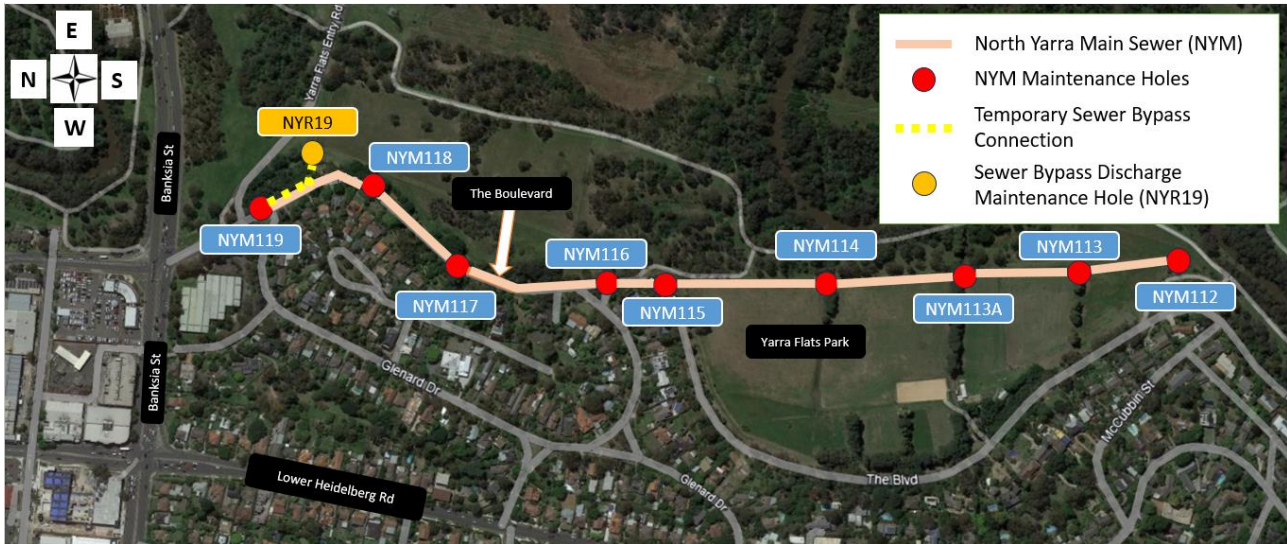 E
N
S
W
Banksia St
Yarra Flats Entry Rd
NYR19
NYM118
The Boulevard
NYM119
NYM117
NYM116
NYM115
NYM114
NYM113A
NYM113
NYM112
Yarra Flats Park
Glenard Dr
Banksia St
Lower Heidelberg Rd
Glenard Dr
The Blvd
McCubbin St
North Yarra Main Sewer (NYM)
NYM Maintenance Holes
Temporary Sewer Bypass
Connection
Sewer Bypass Discharge
Maintenance Hole (NYR19)